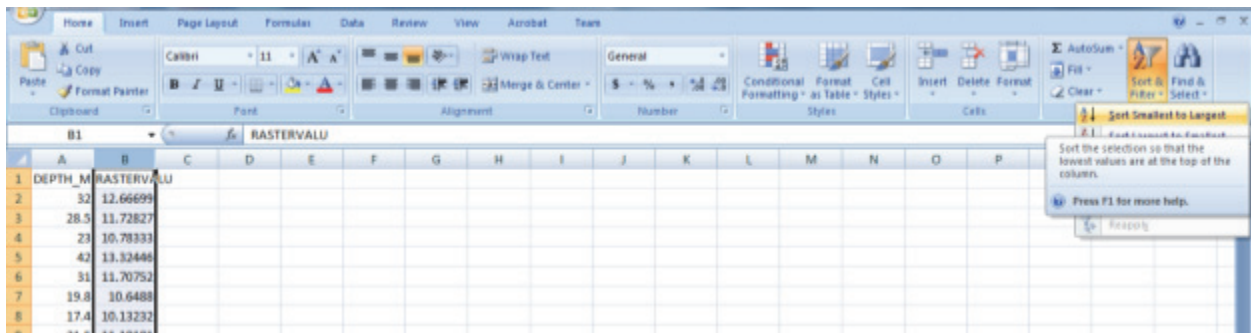 Home Insert Page Layout Formulas Data Review View Acrobat Team
Paste
Cut
Copy
Format Painter
Clipboard
Calibri 11 A A
B I U A
Font
Wrap Text
Merge & Center
Alignment
General
$ % ,
Number
Conditional Formatting
Format as Table
Cell Styles
Styles
Insert Delete Format
Cells
Σ AutoSum
Fill
Clear
Sort & Filter
Find & Select
Sort Smallest to Largest
Sort Largest to Smallest
Sort the selection so that the
lowest values are at the top of the
column.
Press F1 for more help.
Reapply
B1 fx RASTERVALU
A B C D E F G H I J K L M N O P
1 DEPTH_M RASTERVALU
2 32 12.66699
3 28.5 11.72827
4 23 10.78333
5 42 13.32446
6 31 11.70752
7 19.8 10.6488
8 17.4 10.13232